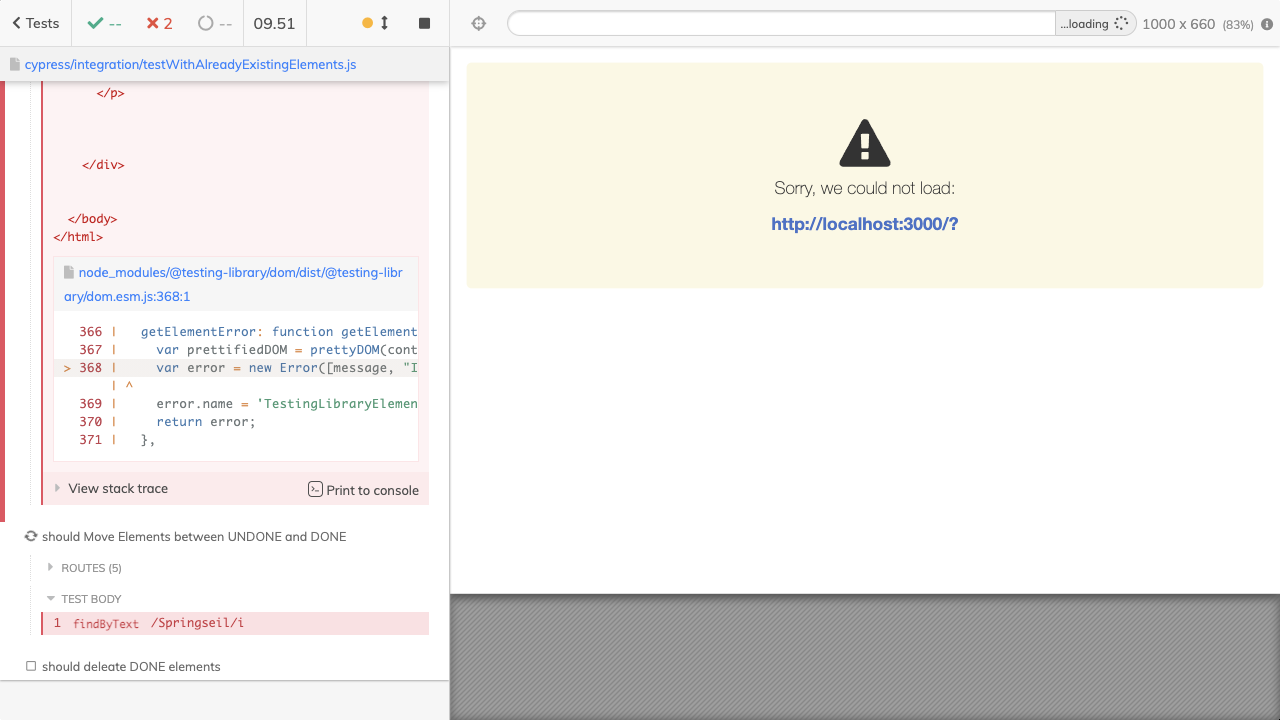 Tests -- 2 -- 09.51
...loading 1000 x 660 (83%)
cypress/integration/testWithAlreadyExistingElements.js
</p>
</div>
</body>
</html>
node_modules/@testing-library/dom/dist/@testing-libr
ary/dom.esm.js:368:1
366 | getElementError: function getElement
367 | var prettifiedDOM = prettyDOM(cont
> 368 | var error = new Error([message, "I
| ^
369 | error.name = 'TestingLibraryElemen
370 | return error;
371 | },
View stack trace Print to console
should Move Elements between UNDONE and DONE
ROUTES (5)
TEST BODY
1 findByText /Springseil/i
should deleate DONE elements
Sorry, we could not load:
http://localhost:3000/?